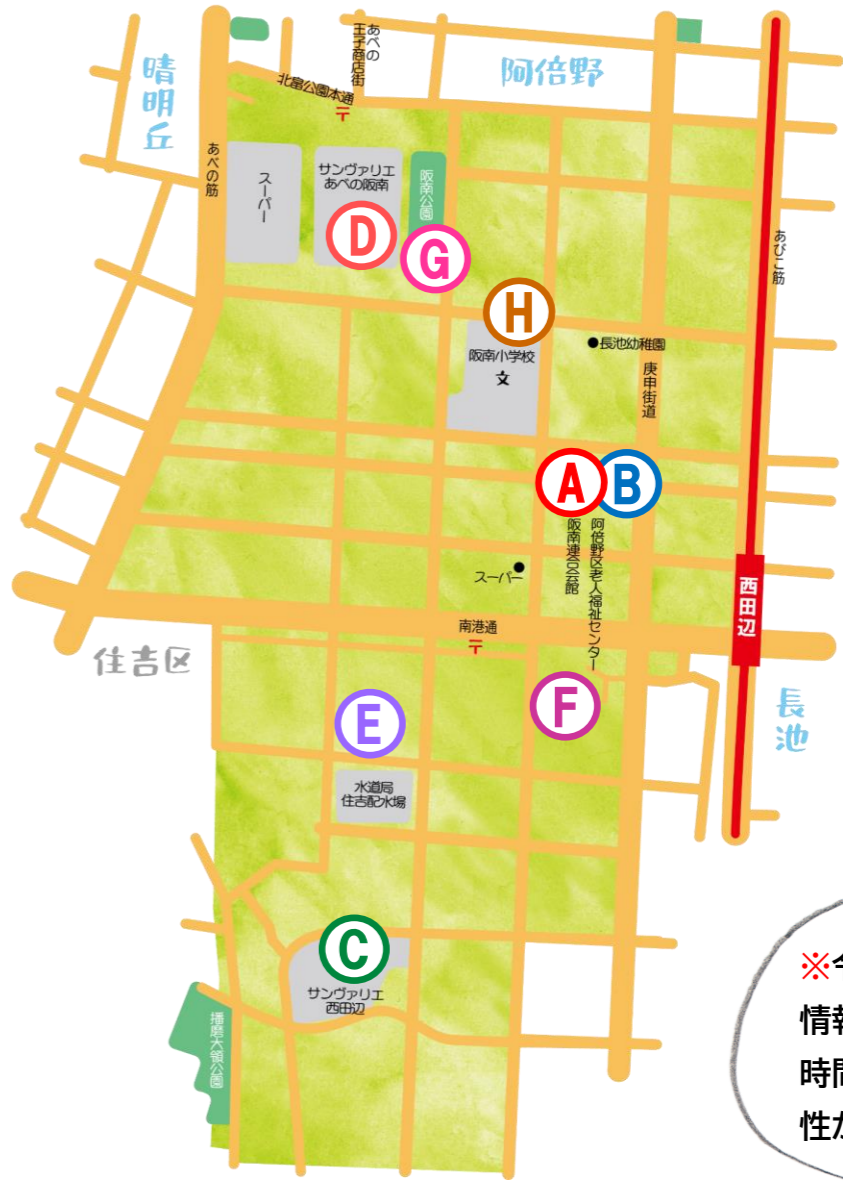 あべの
王子商店街
阿倍野
晴明丘
北畠公園本通
〒
あべの筋
スーパー
サンヴァリエ
あべの阪南
阪南公園
D
G
あびこ筋
H
阪南小学校
文
長池幼稚園
庚申街道
A
B
阪南連合会館
阿倍野区老人福祉センター
スーパー
西田辺
南港通
〒
住吉区
F
長池
E
水道局
住吉配水場
C
サンヴァリエ
西田辺
播磨大領公園
※今
情報
時間
性か